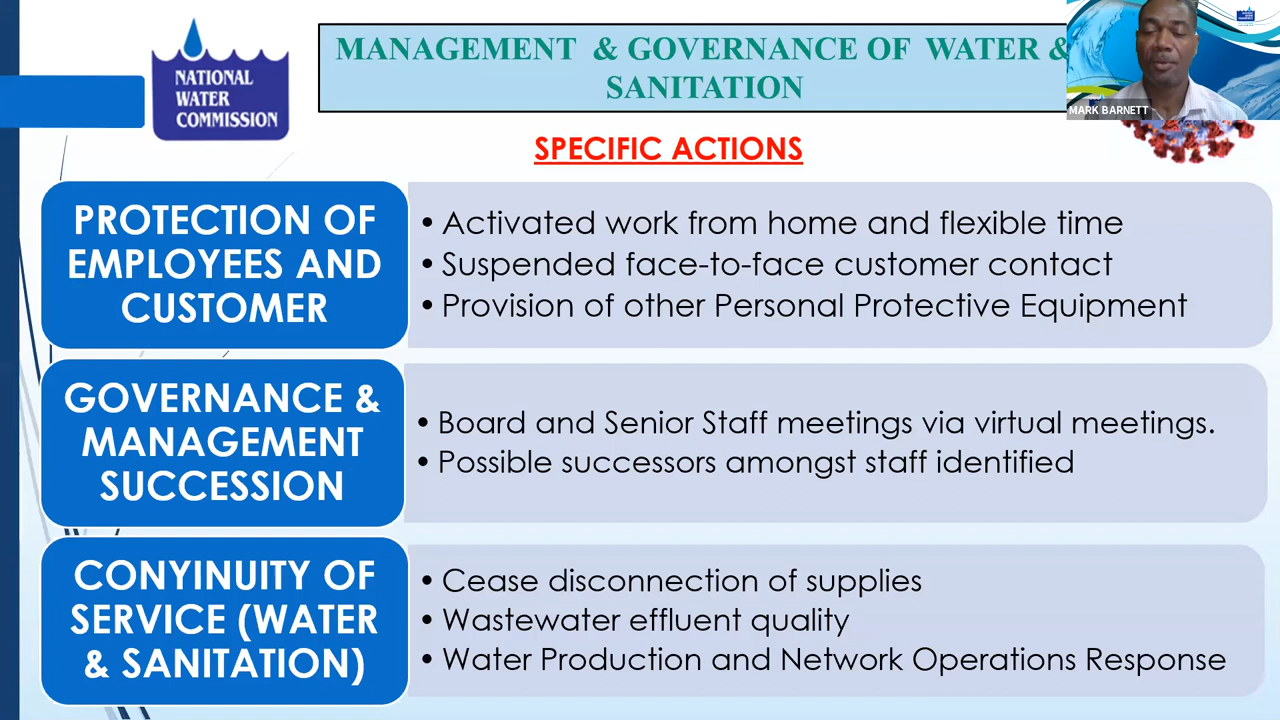 NATIONAL
WATER
COMMISSION
MANAGEMENT & GOVERNANCE OF WATER &
SANITATION
MARK BARNETT
SPECIFIC ACTIONS
PROTECTION OF
EMPLOYEES AND
CUSTOMER
• Activated work from home and flexible time
• Suspended face-to-face customer contact
• Provision of other Personal Protective Equipment
GOVERNANCE &
MANAGEMENT
SUCCESSION
• Board and Senior Staff meetings via virtual meetings.
• Possible successors amongst staff identified
CONYINUITY OF
SERVICE (WATER
& SANITATION)
• Cease disconnection of supplies
• Wastewater effluent quality
• Water Production and Network Operations Response